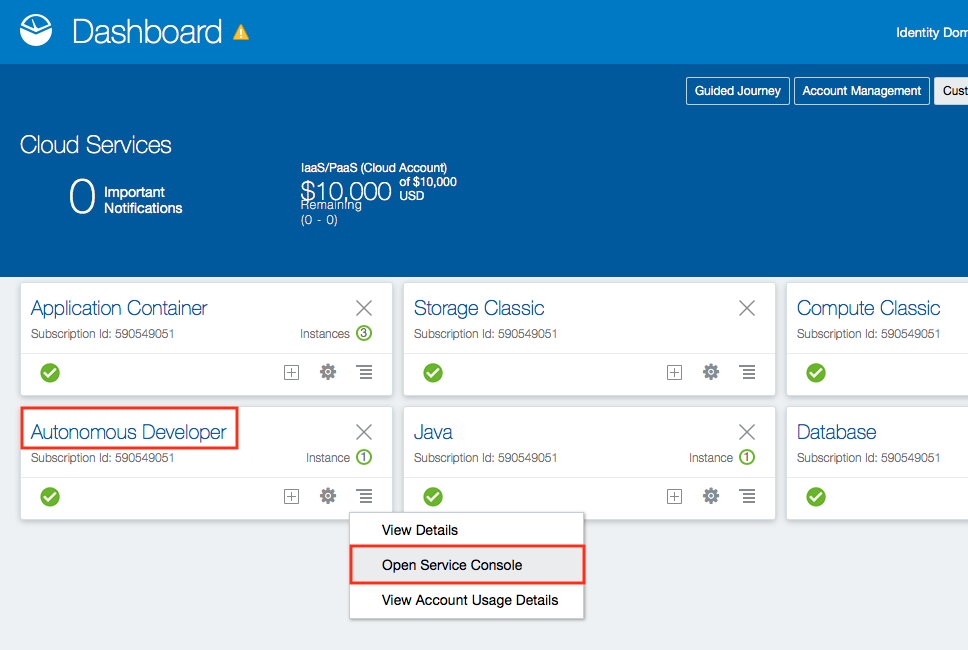 Dashboard
Identity Dom
Guided Journey
Account Management
Cust
Cloud Services
0
Important
Notifications
IaaS/PaaS (Cloud Account)
$10,000
of $10,000
USD
Remaining
(0 - 0)
Application Container
Subscription Id: 590549051
Instances 3
Storage Classic
Subscription Id: 590549051
Compute Classic
Subscription Id: 590549051
Autonomous Developer
Subscription Id: 590549051
Instance 1
Java
Subscription Id: 590549051
Instance 1
Database
Subscription Id: 590549051
View Details
Open Service Console
View Account Usage Details